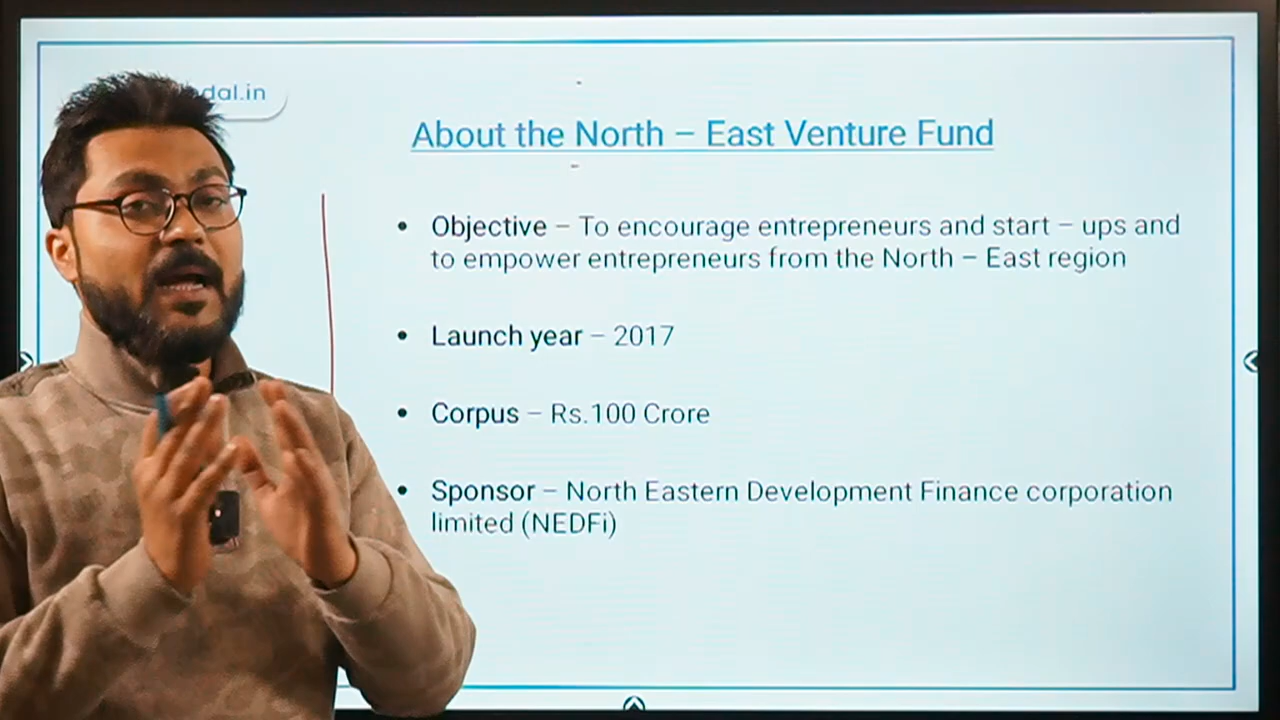 dal.in
About the North – East Venture Fund
• Objective – To encourage entrepreneurs and start – ups and
to empower entrepreneurs from the North – East region
• Launch year – 2017
• Corpus – Rs.100 Crore
• Sponsor – North Eastern Development Finance corporation
limited (NEDFi)